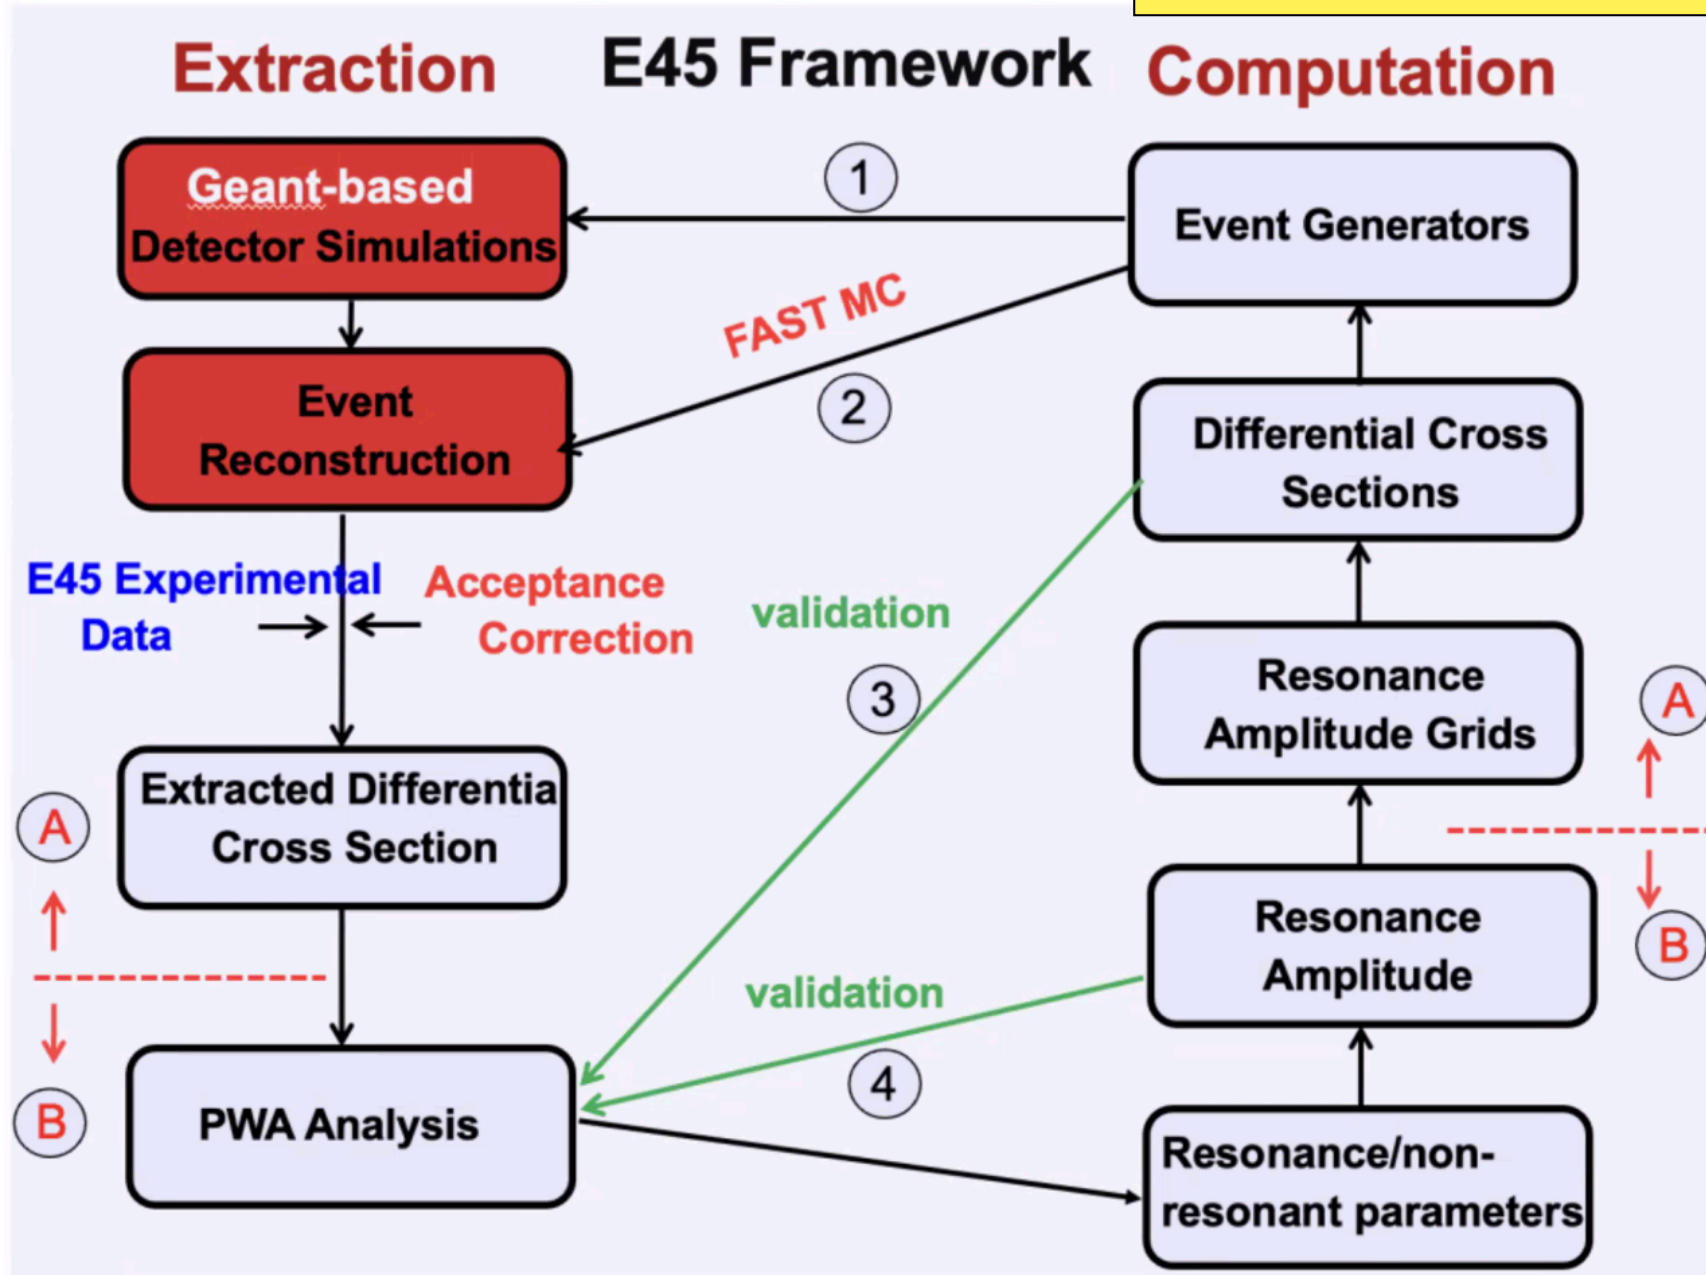 Extraction
E45 Framework
Computation
Geant-based
Detector Simulations
1
Event Generators
FAST MC
2
Event
Reconstruction
Differential Cross
Sections
E45 Experimental
Data
Acceptance
Correction
validation
3
Resonance
Amplitude Grids
A
Extracted Differentia
Cross Section
A
Resonance
Amplitude
B
validation
4
PWA Analysis
B
Resonance/non-
resonant parameters